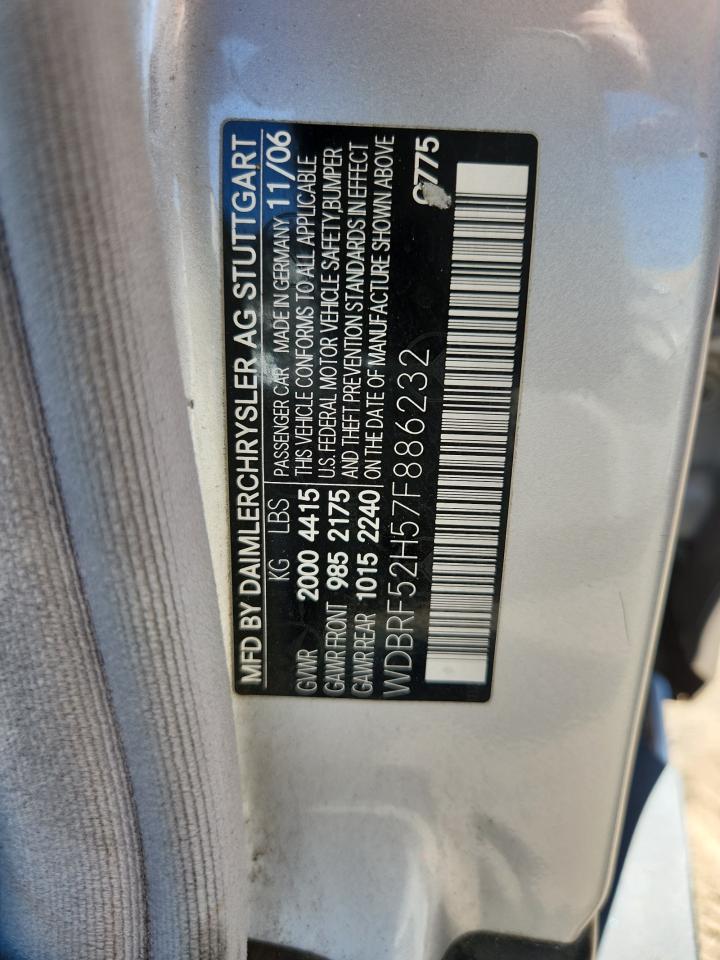 MFD BY DAIMLERCHRYSLER AG STUTTGART
KG LBS PASSENGER CAR MADE IN GERMANY 11/06
GVWR 2000 4415 THIS VEHICLE CONFORMS TO ALL APPLICABLE
GAWR FRONT 985 2175 U.S. FEDERAL MOTOR VEHICLE SAFETY,BUMPER
GAWR REAR 1015 2240 AND THEFT PREVENTION STANDARDS IN EFFECT
ON THE DATE OF MANUFACTURE SHOWN ABOVE
WDBRF52H57F886232
775